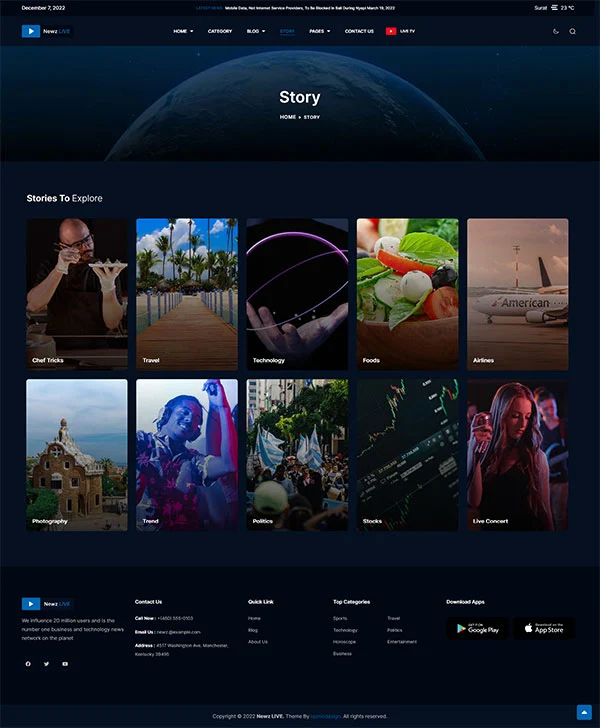 December 7, 2022
LATEST NEWS Mobile Data, Not Internet Service Providers, To Be Blocked In Bali During Nyepi March 19, 2022
Surat 23 °C
Newz LIVE
HOME CATEGORY BLOG STORY PAGES CONTACT US LIVE TV
Story
HOME STORY
Stories To Explore
Chef Tricks
Travel
Technology
Foods
American
Airlines
Photography
Trend
Politics
Stocks
Live Concert
Newz LIVE
We influence 20 million users and is the
number one business and technology news
network on the planet
Contact Us
Call Now : +(480) 555-0103
Email Us : newz @example.com
Address : 4517 Washington Ave, Manchester,
Kentucky 39495
Quick Link
Home
Blog
About Us
Top Categories
Sports Travel
Technology Politics
Horoscope Entertainment
Business
Download Apps
GET IT ON
Google Play
Download on the
App Store
Copyright © 2022 Newz LIVE. Theme By spacingdesign. All rights reserved.